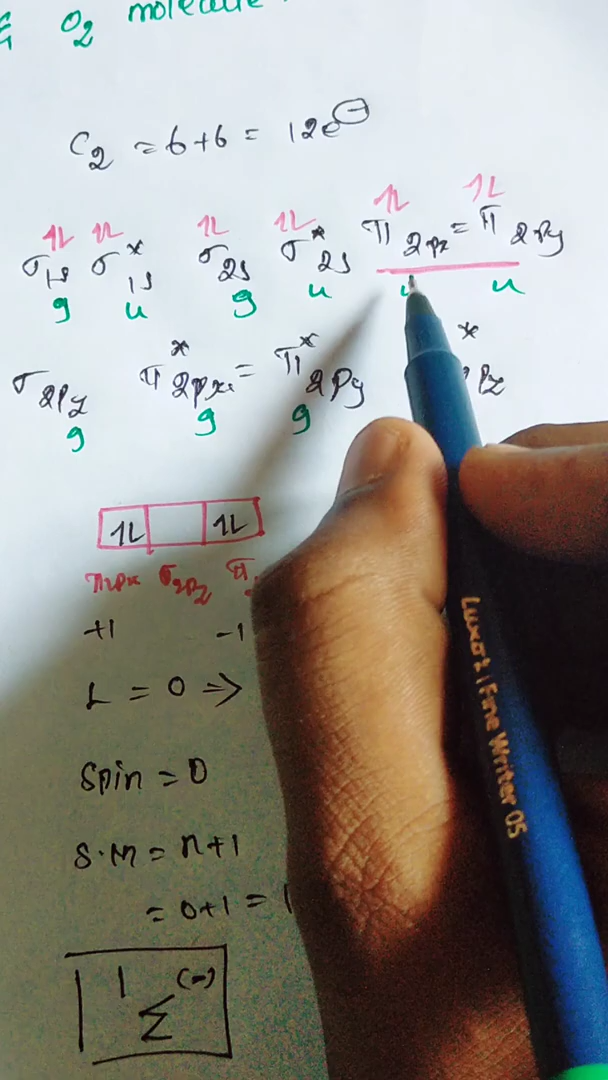 O₂ molecule
C₂ = 6+6 = 12e⊖
1L 1L 1L 1L 1L 1L
σ1s σ*1s σ2s σ*2s π2px = π2py
g u g u u u
σ2pz π*2px = π*2py * pz
g g g
1L 1L
π2px σ2pz π
+1 -1
L = 0 ⇒
Spin = 0
S.M = n+1
= 0+1 = 1
1 Σ (-)
Luxor Fine Writer 05